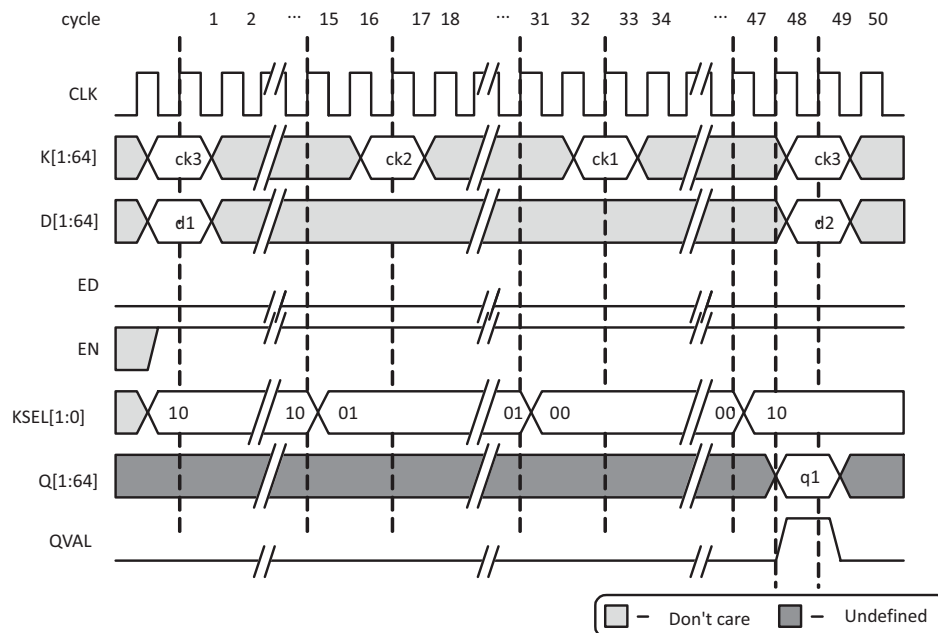 cycle 1 2 ... 15 16 17 18 ... 31 32 33 34 ... 47 48 49 50
CLK
K[1:64] ck3 ck2 ck1 ck3
D[1:64] d1 d2
ED
EN
KSEL[1:0] 10 10 01 01 00 00 10
Q[1:64] q1
QVAL
– Don't care – Undefined